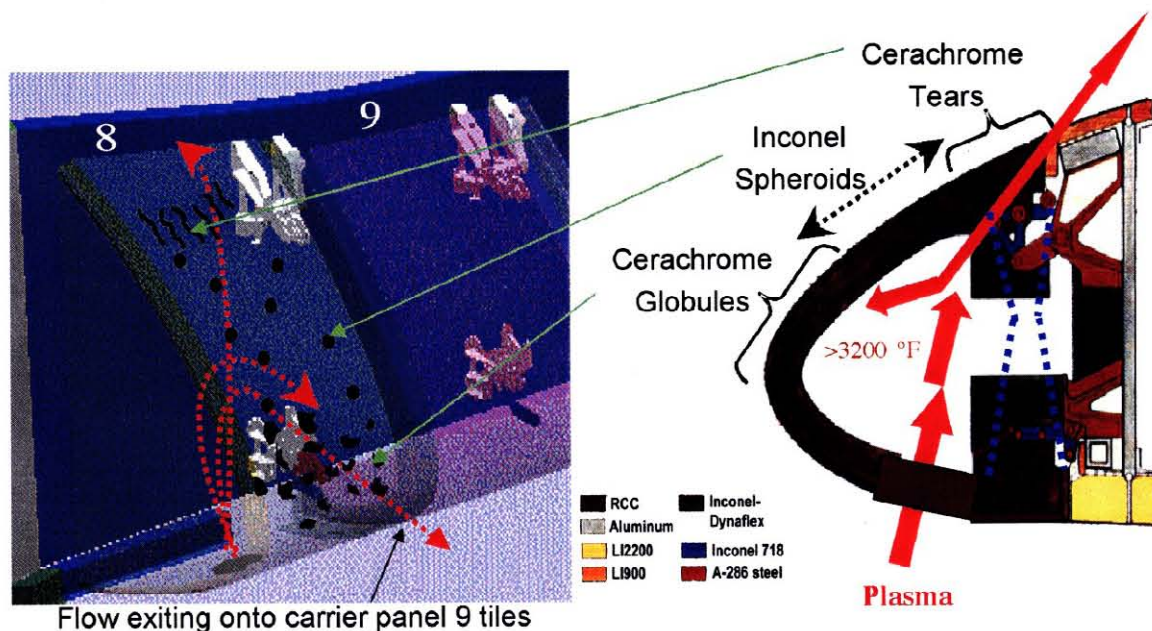 8
9
Flow exiting onto carrier panel 9 tiles
Cerachrome
Tears
Inconel
Spheroids
Cerachrome
Globules
>3200 °F
RCC
Aluminum
LI2200
LI900
Inconel-
Dynaflex
Inconel 718
A-286 steel
Plasma